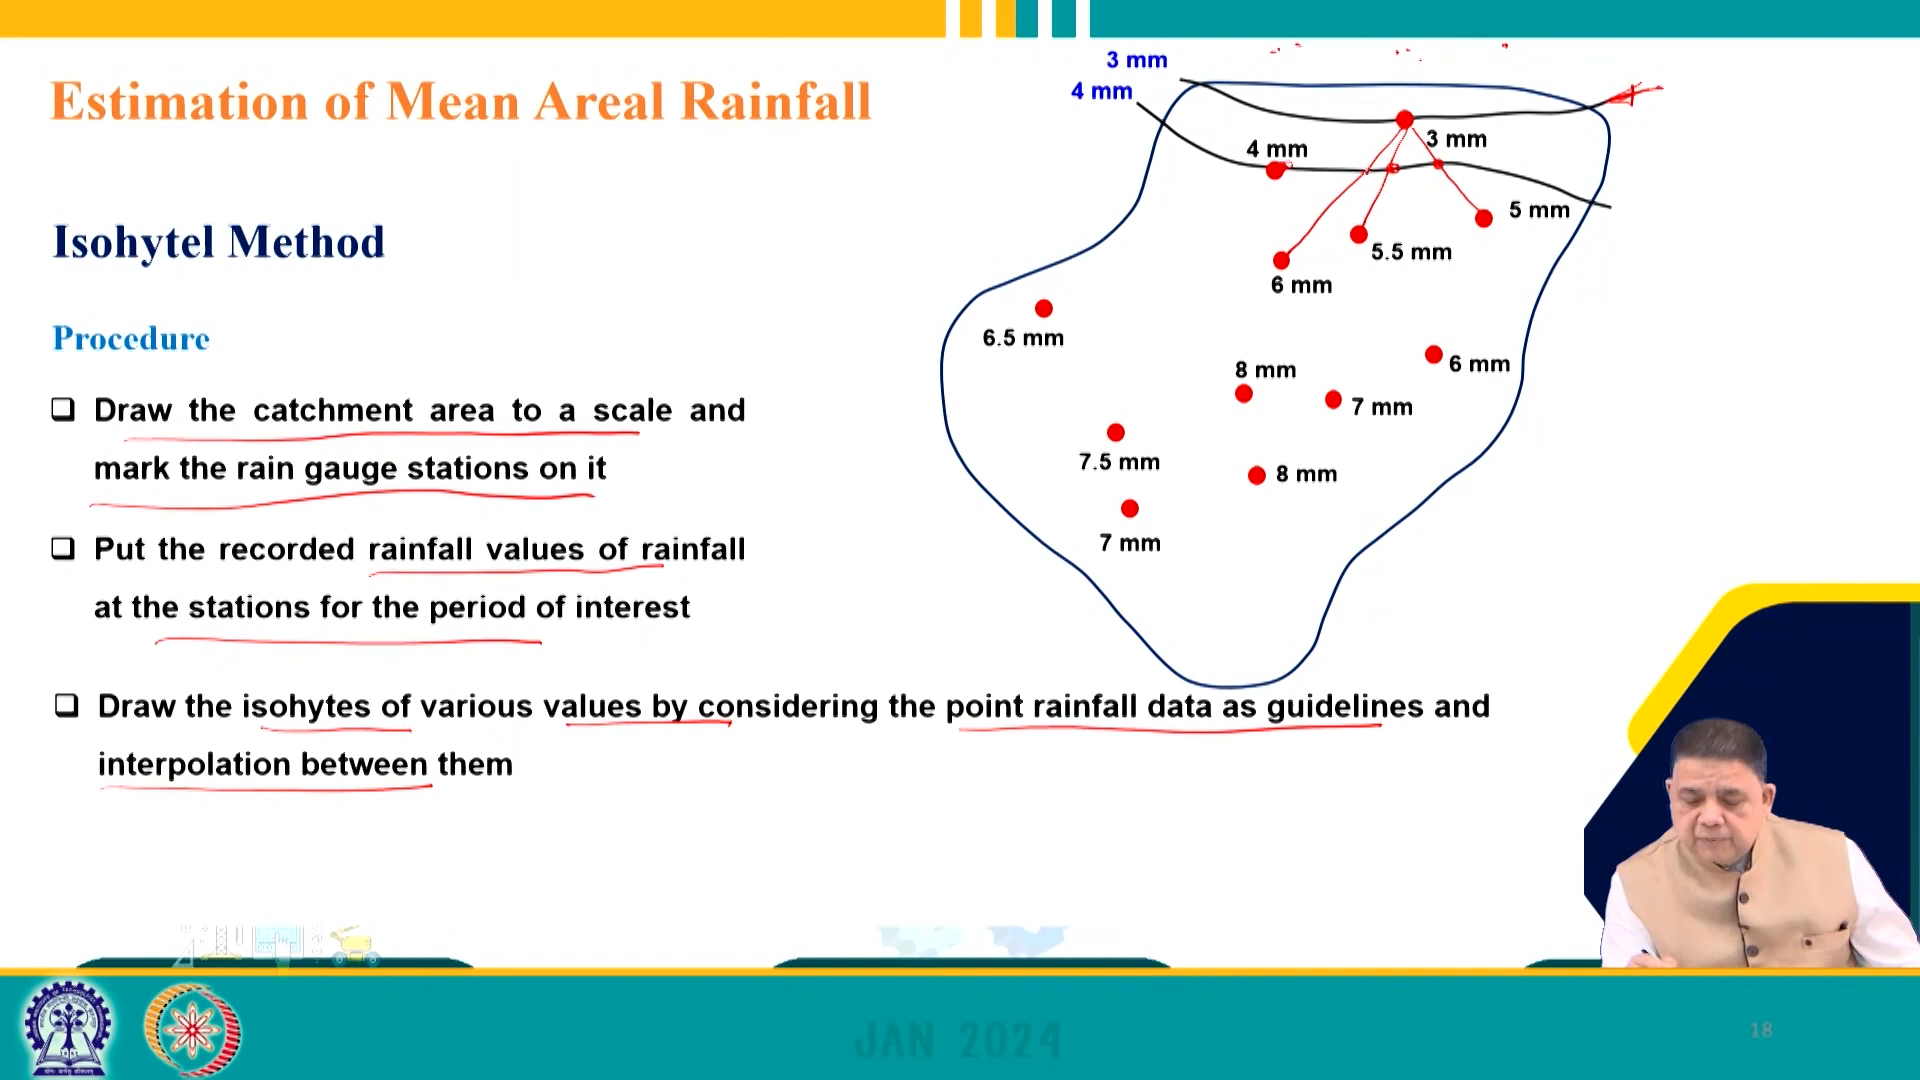 Estimation of Mean Areal Rainfall
Isohytel Method
Procedure
Draw the catchment area to a scale and
mark the rain gauge stations on it
Put the recorded rainfall values of rainfall
at the stations for the period of interest
Draw the isohytes of various values by considering the point rainfall data as guidelines and
interpolation between them
3 mm
4 mm
4 mm
3 mm
5 mm
5.5 mm
6 mm
6.5 mm
8 mm
6 mm
7 mm
7.5 mm
8 mm
7 mm
JAN 2024
18